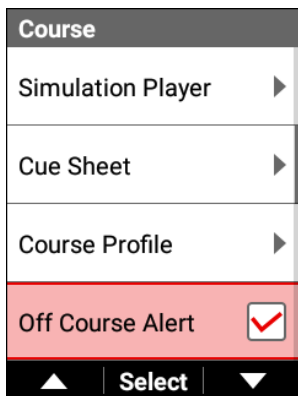 Course
Simulation Player
Cue Sheet
Course Profile
Off Course Alert
Select